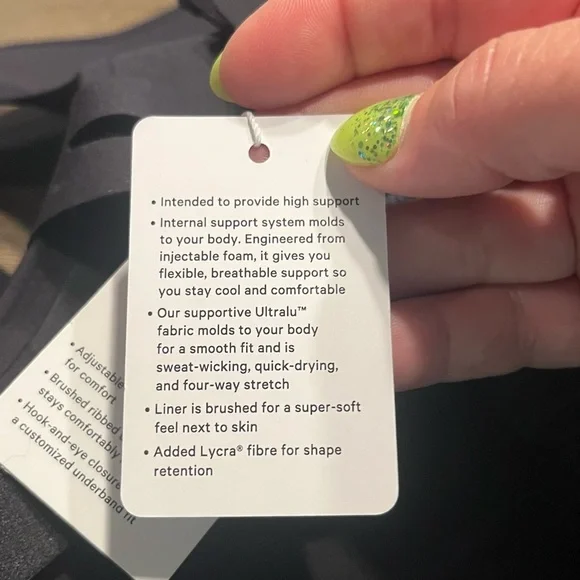 • Intended to provide high support
• Internal support system molds
to your body. Engineered from
injectable foam, it gives you
flexible, breathable support so
you stay cool and comfortable
• Our supportive Ultralu™
fabric molds to your body
for a smooth fit and is
sweat-wicking, quick-drying,
and four-way stretch
• Liner is brushed for a super-soft
feel next to skin
• Added Lycra® fibre for shape
retention
• Adjustable
for comfort
• Brushed ribbed
stays comfortably
• Hook-and-eye closure
a customized underband fit